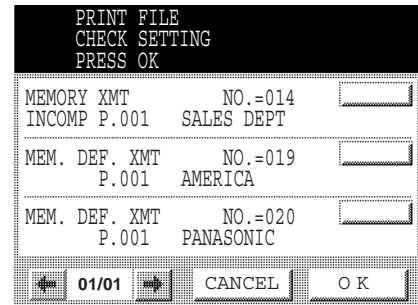 PRINT FILE
CHECK SETTING
PRESS OK
MEMORY XMT NO.=014
INCOMP P.001 SALES DEPT
MEM. DEF. XMT NO.=019
P.001 AMERICA
MEM. DEF. XMT NO.=020
P.001 PANASONIC
01/01 CANCEL O K